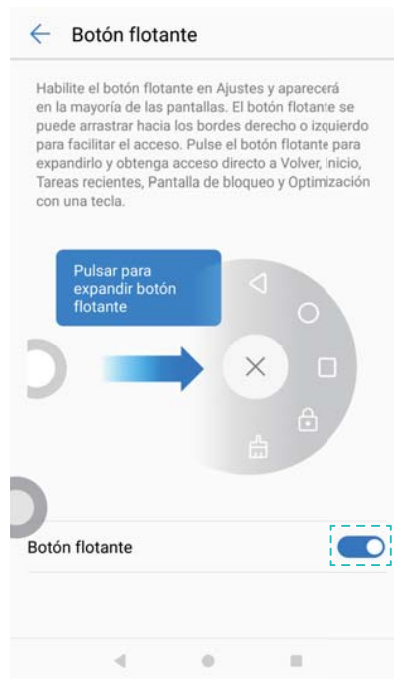 Botón flotante
Habilite el botón flotante en Ajustes y aparecerá
en la mayoría de las pantallas. El botón flotante se
puede arrastrar hacia los bordes derecho o izquierdo
para facilitar el acceso. Pulse el botón flotante para
expandirlo y obtenga acceso directo a Volver, Inicio,
Tareas recientes, Pantalla de bloqueo y Optimización
con una tecla.
Pulsar para
expandir botón
flotante
Botón flotante